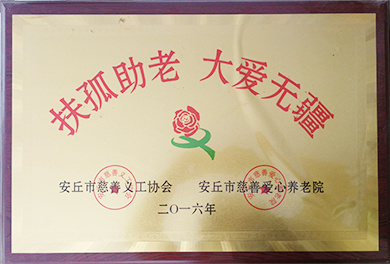 扶孤助老 大爱无疆
安丘市慈善义工协会 安丘市慈善爱心养老院
二〇一六年